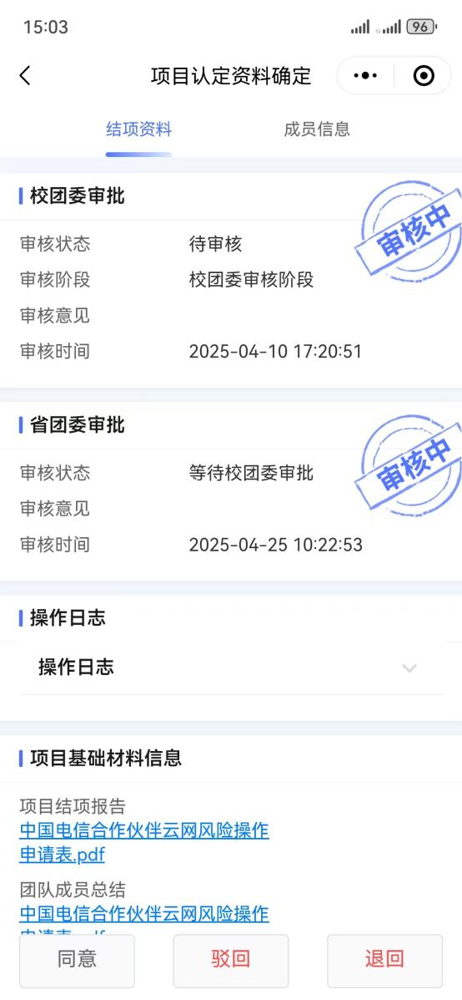 15:03
96
项目认定资料确定
结项资料
成员信息
校团委审批
审核中
审核状态
待审核
审核阶段
校团委审核阶段
审核意见
审核时间
2025-04-10 17:20:51
省团委审批
审核中
审核状态
等待校团委审批
审核意见
审核时间
2025-04-25 10:22:53
操作日志
操作日志
项目基础材料信息
项目结项报告
中国电信合作伙伴云网风险操作
申请表.pdf
团队成员总结
中国电信合作伙伴云网风险操作
同意
驳回
退回